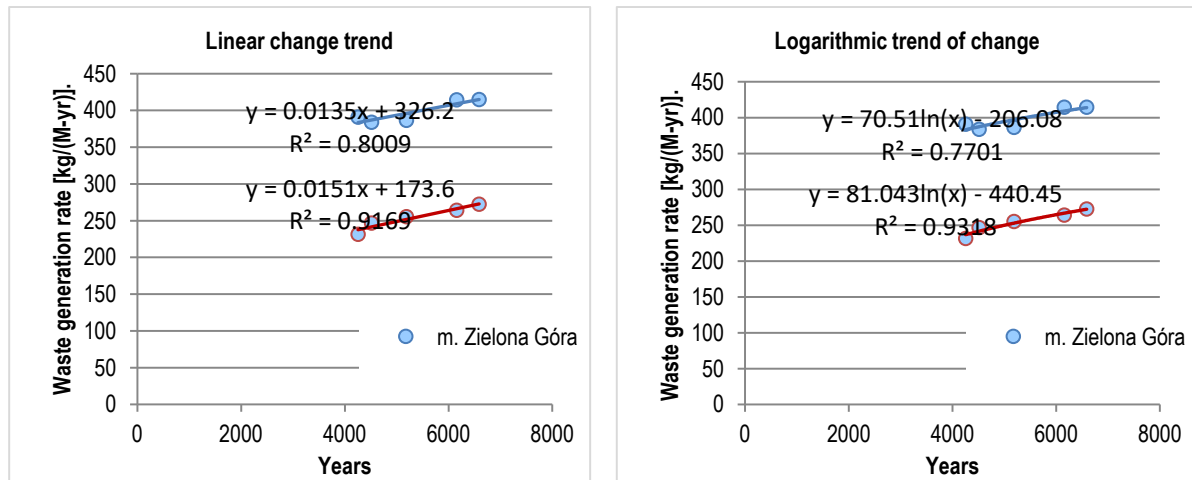 Linear change trend
Waste generation rate [kg/(M-yr)].
450
400
350
300
250
200
150
100
50
0
y = 0.0135x + 326.2
R² = 0.8009
y = 0.0151x + 173.6
R² = 0.9169
m. Zielona Góra
0 2000 4000 6000 8000
Years
Logarithmic trend of change
Waste generation rate [kg/(M-yr)].
450
400
350
300
250
200
150
100
50
0
y = 70.51ln(x) - 206.08
R² = 0.7701
y = 81.043ln(x) - 440.45
R² = 0.9318
m. Zielona Góra
0 2000 4000 6000 8000
Years